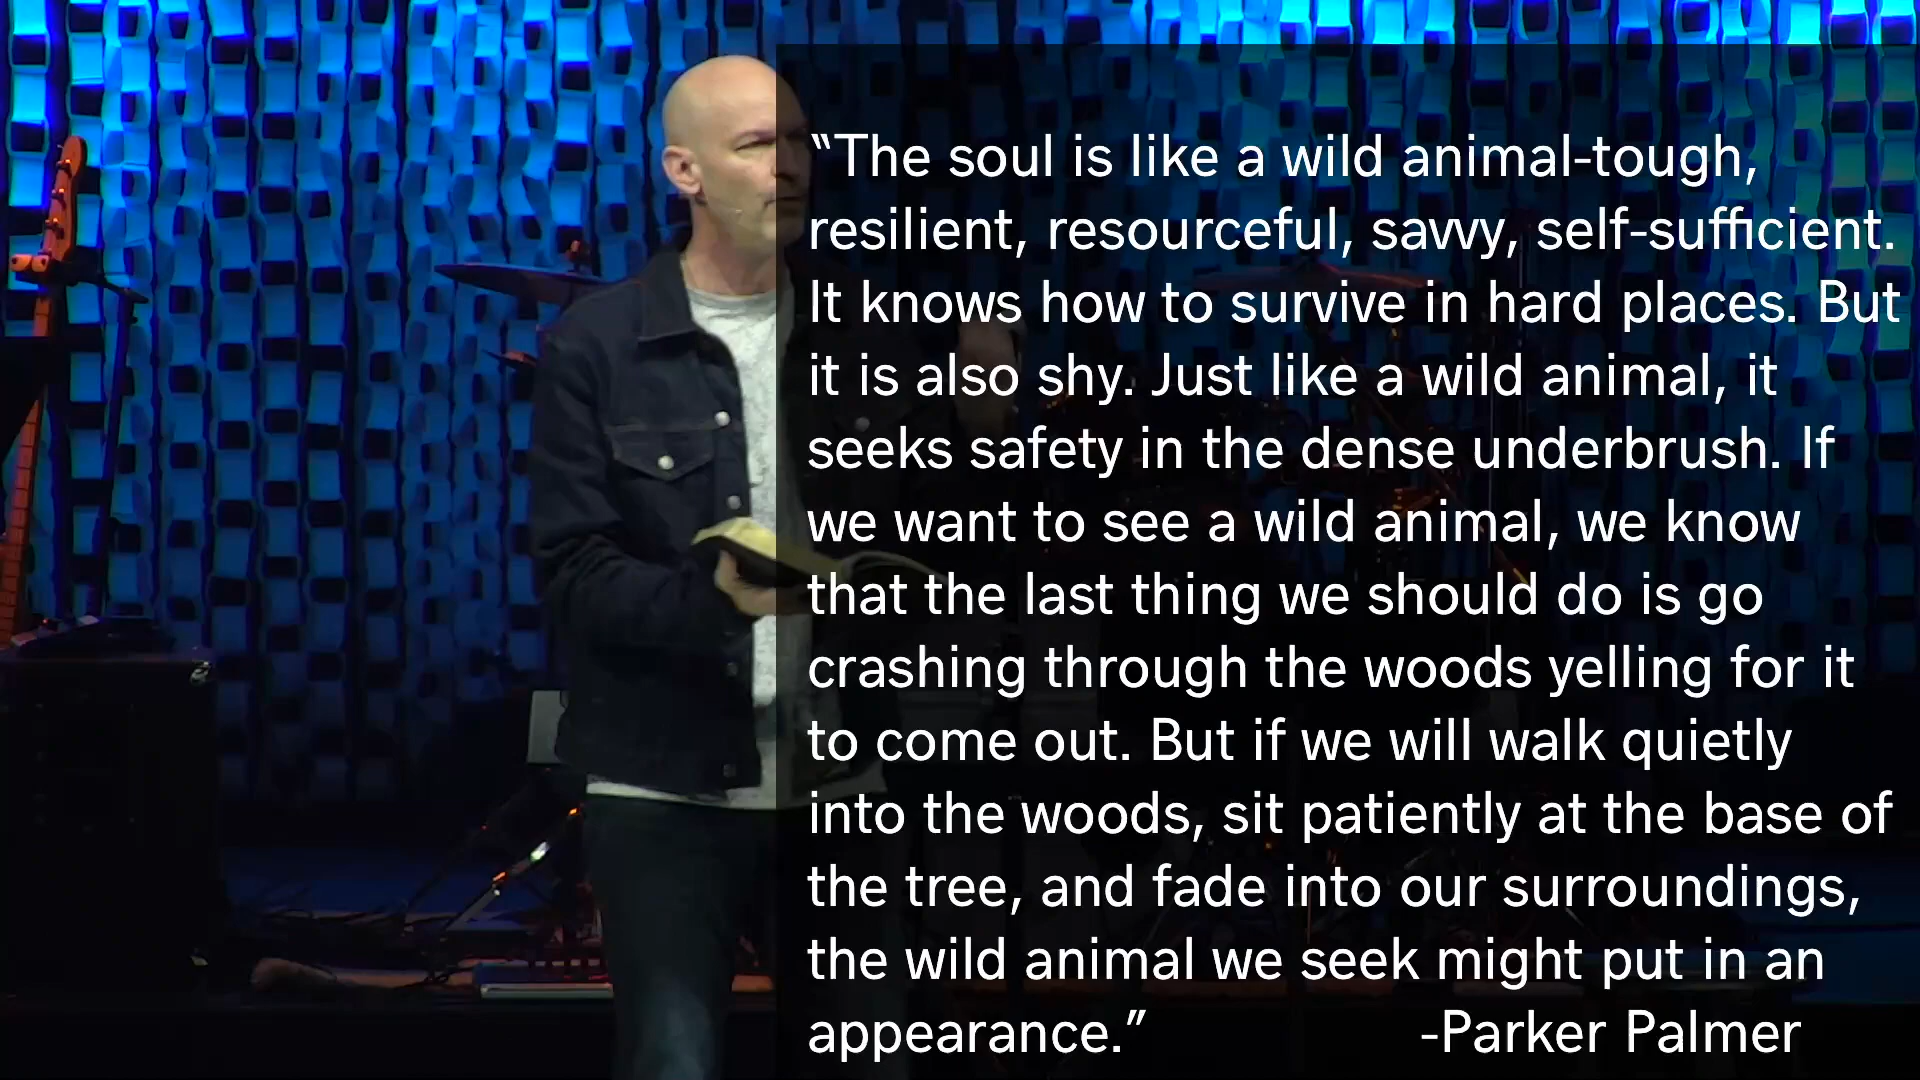 “The soul is like a wild animal-tough,
resilient, resourceful, savvy, self-sufficient.
It knows how to survive in hard places. But
it is also shy. Just like a wild animal, it
seeks safety in the dense underbrush. If
we want to see a wild animal, we know
that the last thing we should do is go
crashing through the woods yelling for it
to come out. But if we will walk quietly
into the woods, sit patiently at the base of
the tree, and fade into our surroundings,
the wild animal we seek might put in an
appearance.” -Parker Palmer